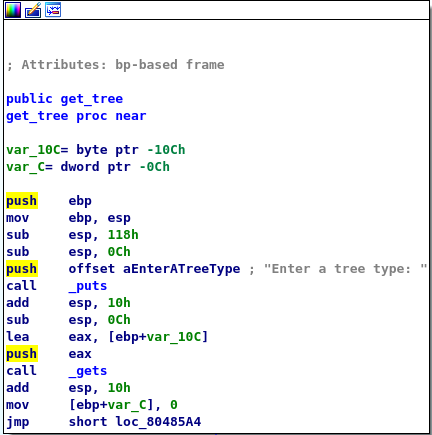 ; Attributes: bp-based frame
public get_tree
get_tree proc near
var_10C= byte ptr -10Ch
var_C= dword ptr -0Ch
push    ebp
mov     ebp, esp
sub     esp, 118h
sub     esp, 0Ch
push    offset aEnterATreeType ; "Enter a tree type: "
call    _puts
add     esp, 10h
sub     esp, 0Ch
lea     eax, [ebp+var_10C]
push    eax
call    _gets
add     esp, 10h
mov     [ebp+var_C], 0
jmp     short loc_80485A4